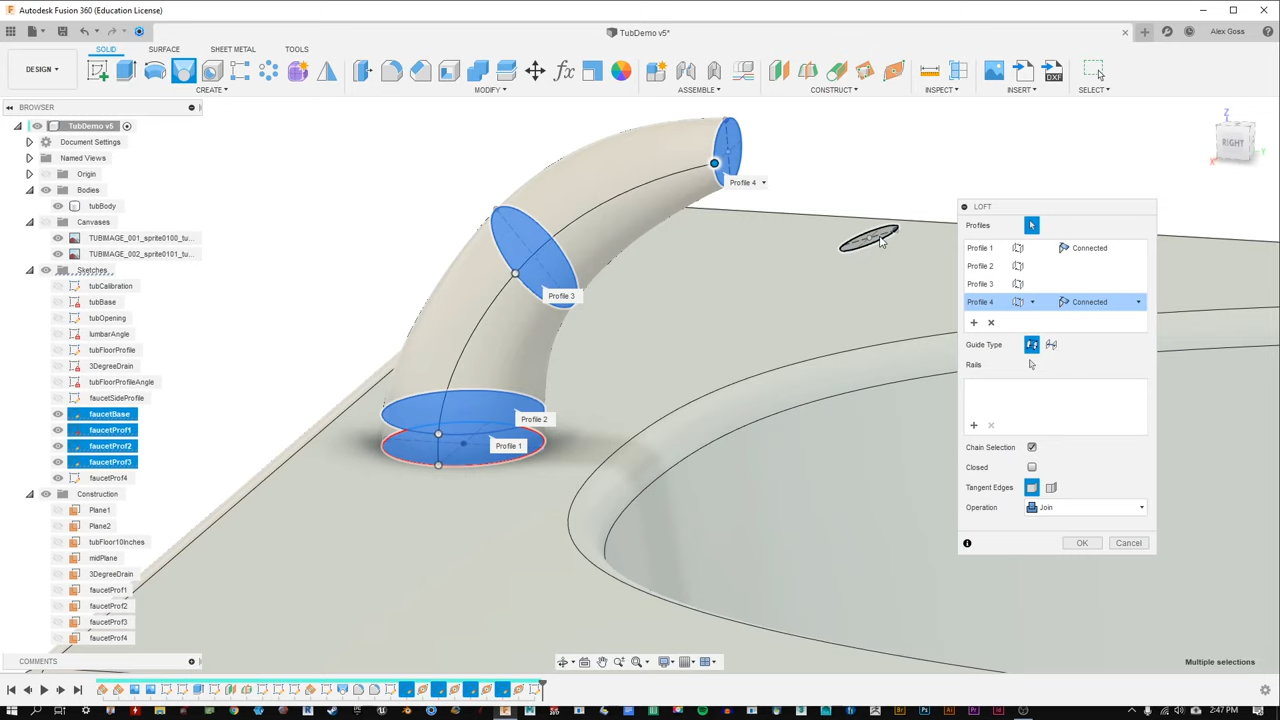 Autodesk Fusion 360 (Education License)
TubDemo v5*
Alex Goss
SOLID SURFACE SHEET METAL TOOLS
DESIGN
CREATE MODIFY ASSEMBLE CONSTRUCT INSPECT INSERT SELECT
DXF
BROWSER
TubDemo v5
Document Settings
Named Views
Origin
Bodies
tubBody
Canvases
TUBIMAGE_001_sprite0100_tu...
TUBIMAGE_002_sprite0101_tu...
Sketches
tubCalibration
tubBase
tubOpening
lumbarAngle
tubFloorProfile
3DegreeDrain
tubFloorProfileAngle
faucetSideProfile
faucetBase
faucetProf1
faucetProf2
faucetProf3
faucetProf4
Construction
Plane1
Plane2
tubFloor10Inches
midPlane
3DegreeDrain
faucetProf1
faucetProf2
faucetProf3
faucetProf4
COMMENTS
Profile 4
Profile 3
Profile 2
Profile 1
Z
RIGHT
X
Y
LOFT
Profiles
Profile 1 Connected
Profile 2
Profile 3
Profile 4 Connected
Guide Type
Rails
Chain Selection
Closed
Tangent Edges
Operation Join
OK Cancel
Multiple selections
2:47 PM